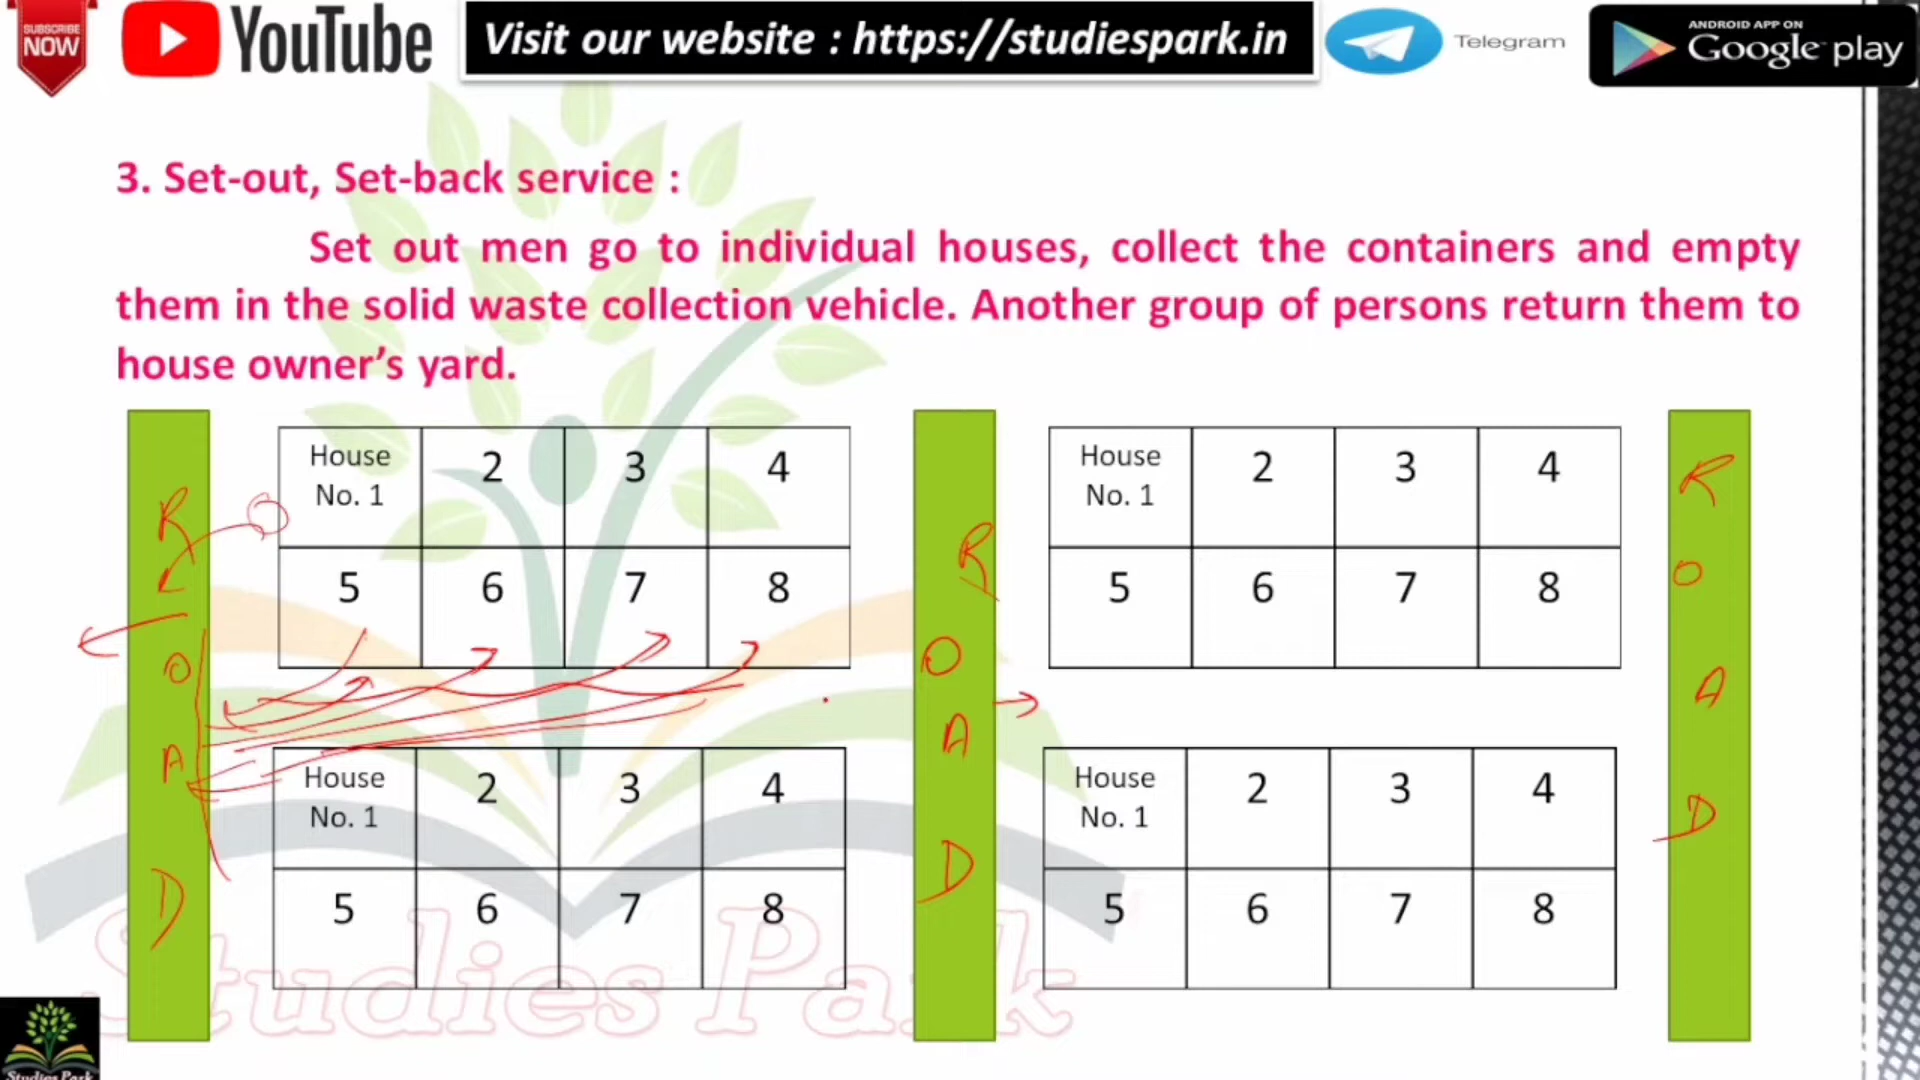 SUBSCRIBE
NOW
YouTube
Visit our website : https://studiespark.in
Telegram
ANDROID APP ON
Google play
3. Set-out, Set-back service :
Set out men go to individual houses, collect the containers and empty
them in the solid waste collection vehicle. Another group of persons return them to
house owner’s yard.
House No. 1
2
3
4
5
6
7
8
House No. 1
2
3
4
5
6
7
8
House No. 1
2
3
4
5
6
7
8
House No. 1
2
3
4
5
6
7
8
R
O
A
D
R
O
A
D
R
O
A
D
Studies Park
Studies Park